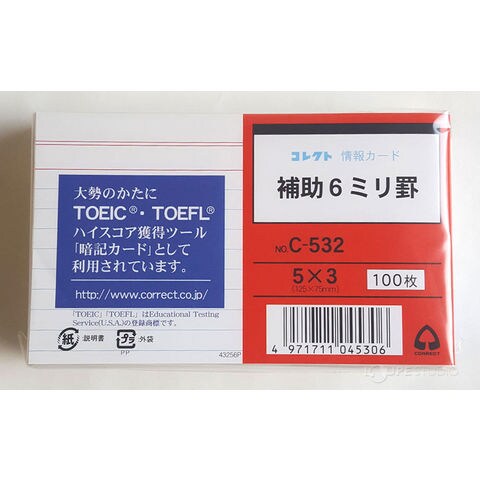 大勢のかたに
TOEIC®・TOEFL®
ハイスコア獲得ツール
「暗記カード」として
利用されています。
http://www.correct.co.jp/
「TOEIC」「TOEFL」はEducational Testing
Service(U.S.A.)の登録商標です。
紙 :説明書 プラ :外袋
PP
43256P
コレクト 情報カード
補助6ミリ罫
NO. C-532
5×3
(125×75mm)
100枚
4 971711 045306
CORRECT